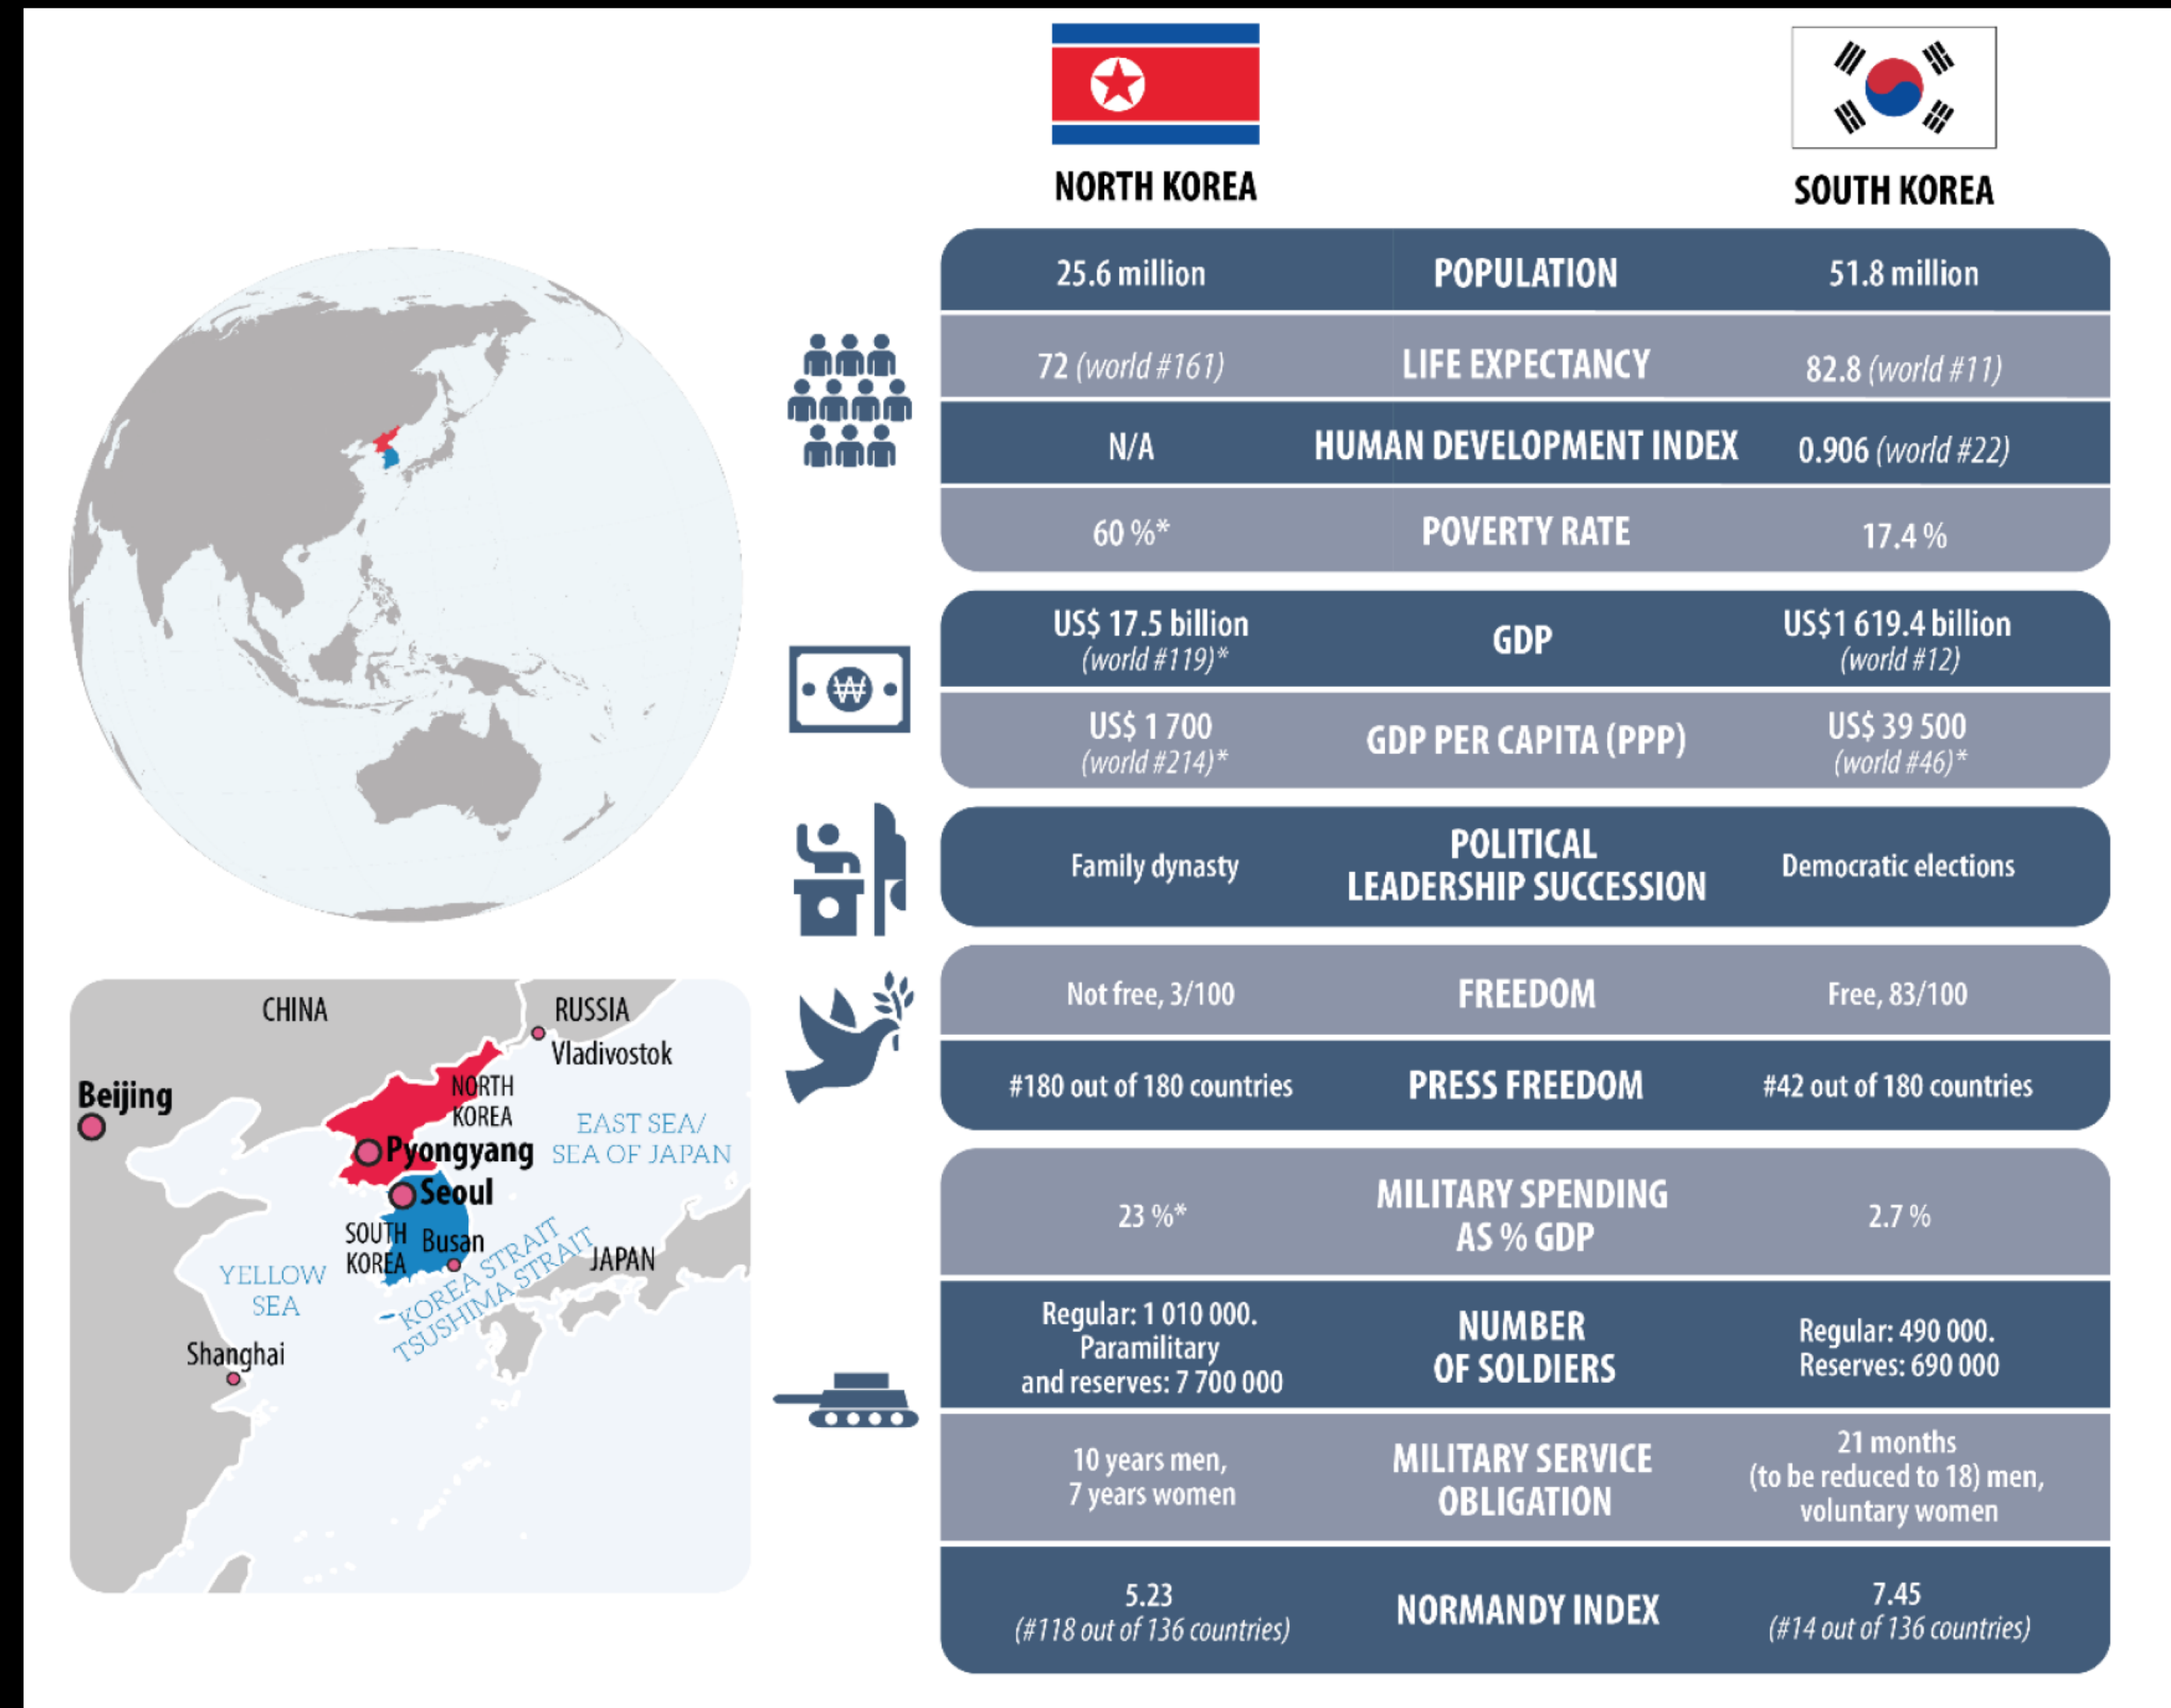 NORTH KOREA
SOUTH KOREA
25.6 million
POPULATION
51.8 million
72 (world #161)
LIFE EXPECTANCY
82.8 (world #11)
N/A
HUMAN DEVELOPMENT INDEX
0.906 (world #22)
60 %*
POVERTY RATE
17.4 %
US$ 17.5 billion
(world #119)*
GDP
US$1 619.4 billion
(world #12)
US$ 1 700
(world #214)*
GDP PER CAPITA (PPP)
US$ 39 500
(world #46)*
Family dynasty
POLITICAL
LEADERSHIP SUCCESSION
Democratic elections
Not free, 3/100
FREEDOM
Free, 83/100
#180 out of 180 countries
PRESS FREEDOM
#42 out of 180 countries
23 %*
MILITARY SPENDING
AS % GDP
2.7 %
Regular: 1 010 000.
Paramilitary
and reserves: 7 700 000
NUMBER
OF SOLDIERS
Regular: 490 000.
Reserves: 690 000
10 years men,
7 years women
MILITARY SERVICE
OBLIGATION
21 months
(to be reduced to 18) men,
voluntary women
5.23
(#118 out of 136 countries)
NORMANDY INDEX
7.45
(#14 out of 136 countries)
CHINA
RUSSIA
Vladivostok
Beijing
NORTH
KOREA
EAST SEA/
SEA OF JAPAN
Pyongyang
Seoul
SOUTH
KOREA
Busan
KOREA STRAIT
TSUSHIMA STRAIT
JAPAN
YELLOW
SEA
Shanghai